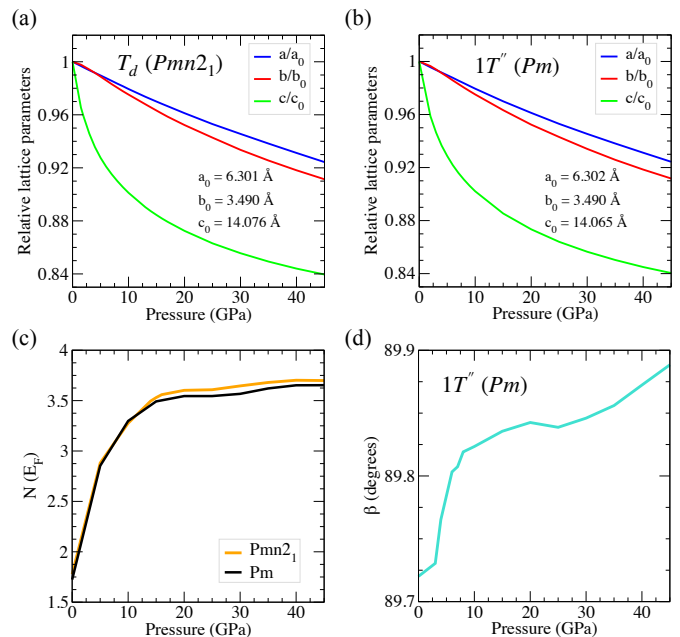 (a)
T_d (Pmn2_1)
a/a_0
b/b_0
c/c_0
a_0 = 6.301 Å
b_0 = 3.490 Å
c_0 = 14.076 Å
Relative lattice parameters
1
0.96
0.92
0.88
0.84
0 10 20 30 40
Pressure (GPa)
(b)
1T″ (Pm)
a/a_0
b/b_0
c/c_0
a_0 = 6.302 Å
b_0 = 3.490 Å
c_0 = 14.065 Å
Relative lattice parameters
1
0.96
0.92
0.88
0.84
0 10 20 30 40
Pressure (GPa)
(c)
N (E_F)
4
3.5
3
2.5
2
1.5
Pmn2_1
Pm
0 10 20 30 40
Pressure (GPa)
(d)
1T″ (Pm)
β (degrees)
89.9
89.8
89.7
0 10 20 30 40
Pressure (GPa)